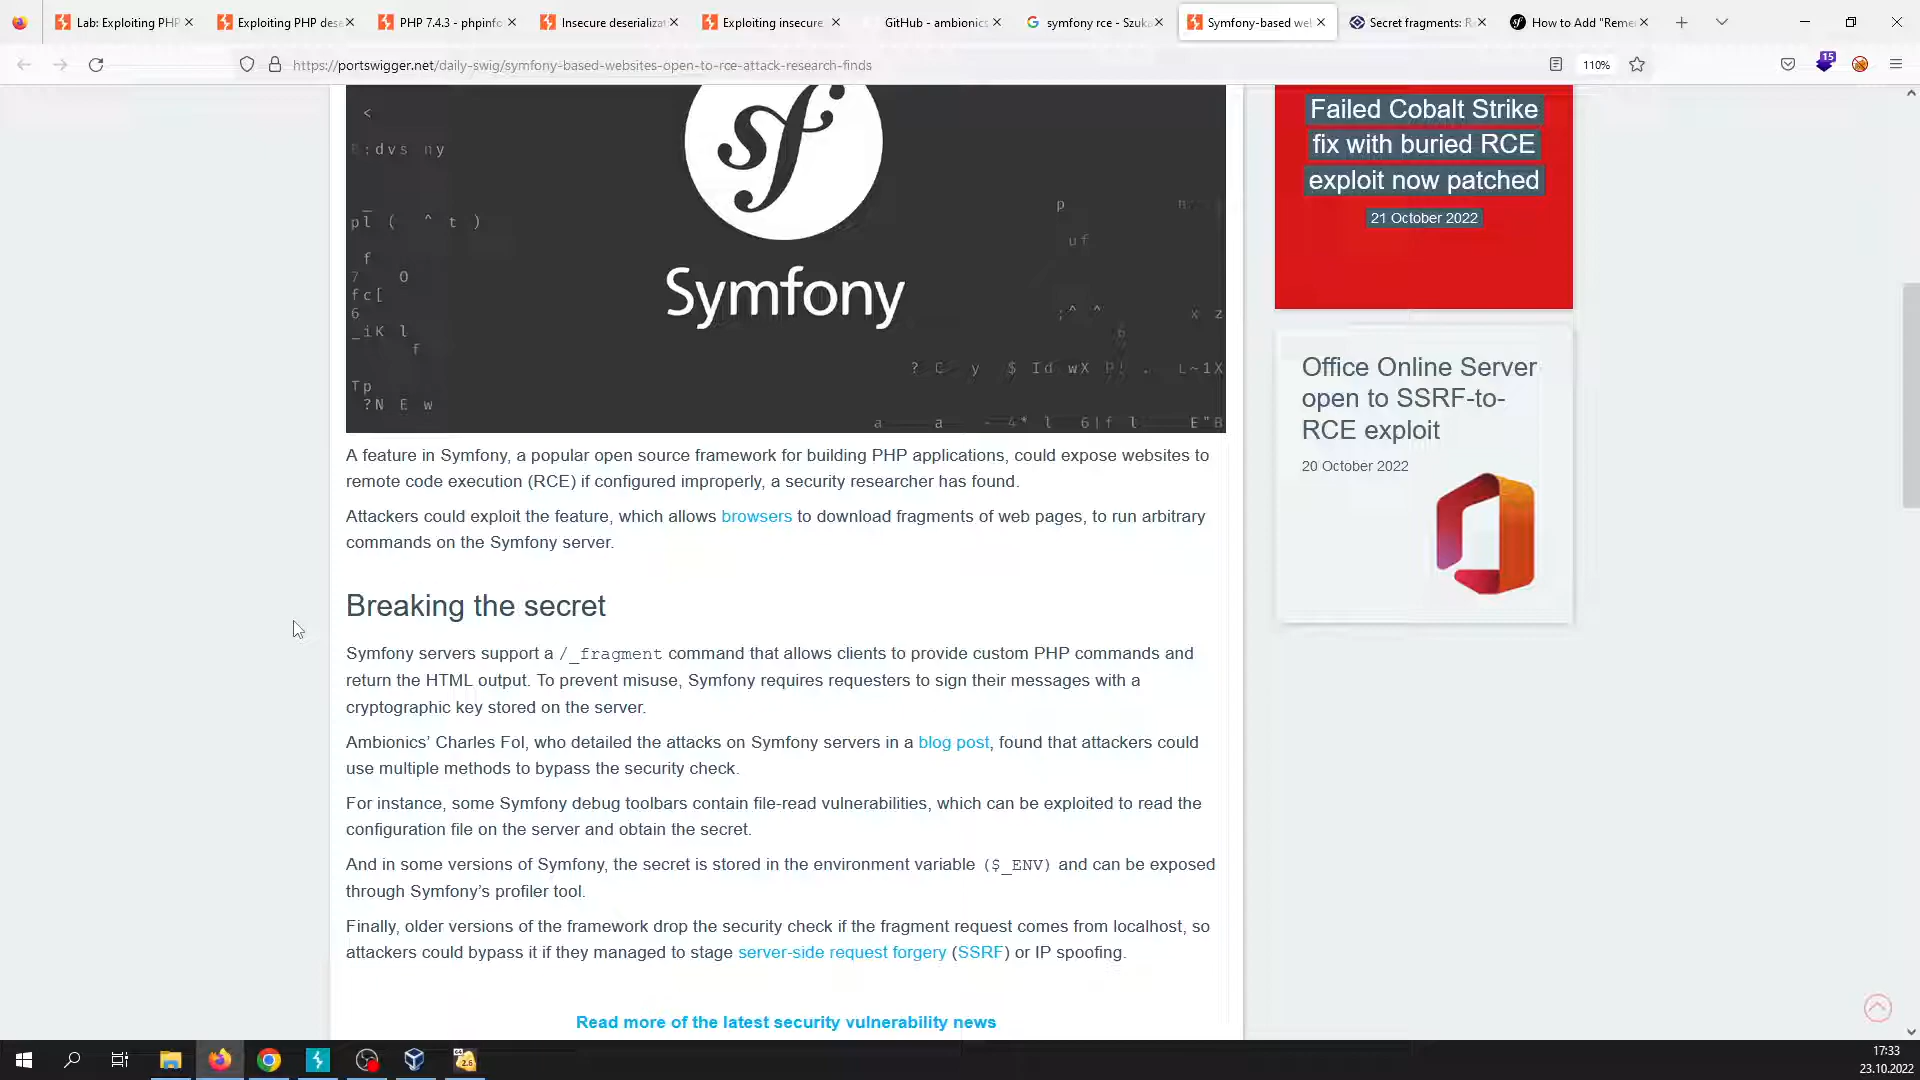 Lab: Exploiting PHP
Exploiting PHP dese
PHP 7.4.3 - phpinfo
Insecure deserializat
Exploiting insecure
GitHub - ambionics
symfony rce - Szuka
Symfony-based we
Secret fragments: R
How to Add "Reme
https://portswigger.net/daily-swig/symfony-based-websites-open-to-rce-attack-research-finds
110%
15
Symfony
Failed Cobalt Strike
fix with buried RCE
exploit now patched
21 October 2022
Office Online Server
open to SSRF-to-
RCE exploit
20 October 2022
A feature in Symfony, a popular open source framework for building PHP applications, could expose websites to
remote code execution (RCE) if configured improperly, a security researcher has found.
Attackers could exploit the feature, which allows browsers to download fragments of web pages, to run arbitrary
commands on the Symfony server.
Breaking the secret
Symfony servers support a /_fragment command that allows clients to provide custom PHP commands and
return the HTML output. To prevent misuse, Symfony requires requesters to sign their messages with a
cryptographic key stored on the server.
Ambionics’ Charles Fol, who detailed the attacks on Symfony servers in a blog post, found that attackers could
use multiple methods to bypass the security check.
For instance, some Symfony debug toolbars contain file-read vulnerabilities, which can be exploited to read the
configuration file on the server and obtain the secret.
And in some versions of Symfony, the secret is stored in the environment variable ($_ENV) and can be exposed
through Symfony’s profiler tool.
Finally, older versions of the framework drop the security check if the fragment request comes from localhost, so
attackers could bypass it if they managed to stage server-side request forgery (SSRF) or IP spoofing.
Read more of the latest security vulnerability news
17:33
23.10.2022